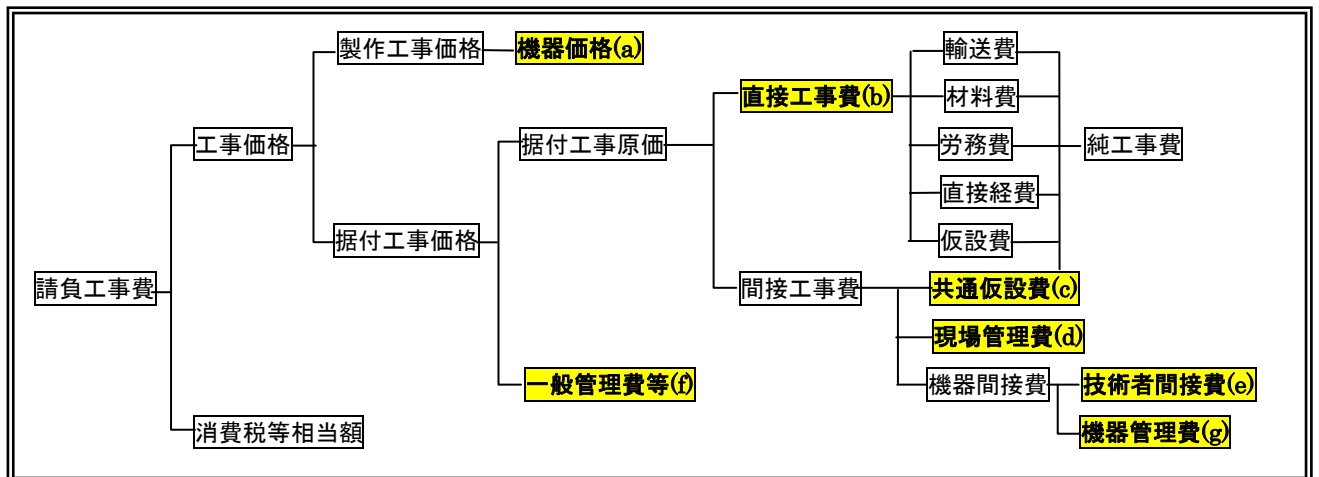 製作工事価格
機器価格(a)
輸送費
直接工事費(b)
材料費
工事価格
据付工事原価
労務費
純工事費
直接経費
据付工事価格
仮設費
請負工事費
間接工事費
共通仮設費(c)
現場管理費(d)
一般管理費等(f)
機器間接費
技術者間接費(e)
消費税等相当額
機器管理費(g)